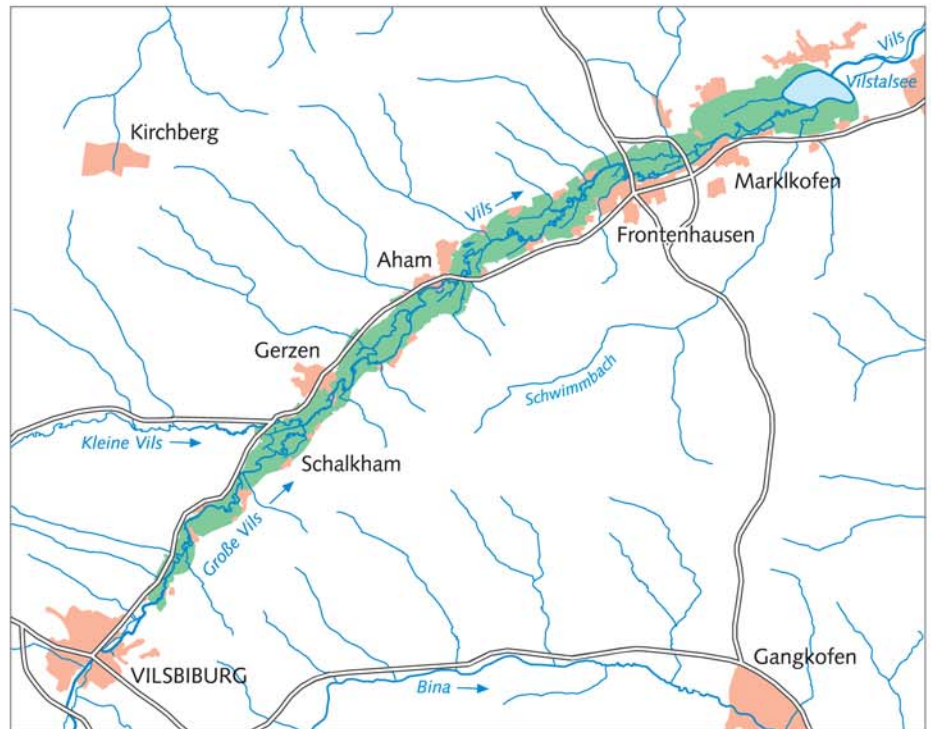 Vils
Vilstalsee
Kirchberg
Marklkofen
Vils
Frontenhausen
Aham
Gerzen
Schwimmbach
Kleine Vils
Schalkham
Große Vils
Gangkofen
VILSBIBURG
Bina